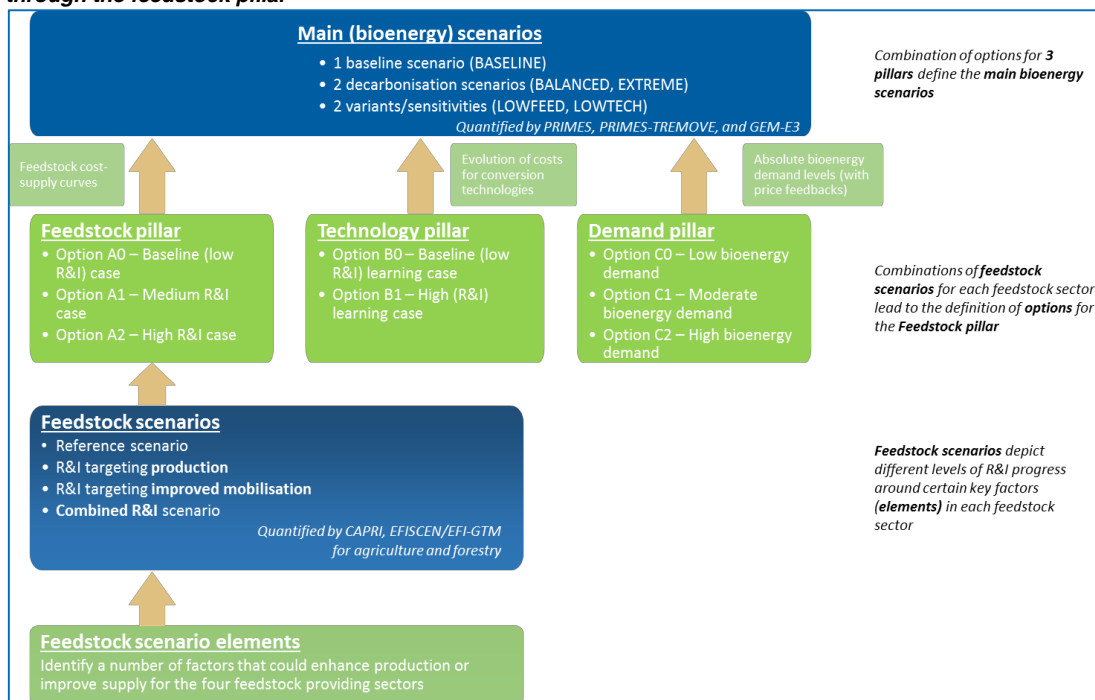 through the feedstock pillar
Main (bioenergy) scenarios
• 1 baseline scenario (BASELINE)
• 2 decarbonisation scenarios (BALANCED, EXTREME)
• 2 variants/sensitivities (LOWFEED, LOWTECH)
Quantified by PRIMES, PRIMES-TREMOVE, and GEM-E3
Combination of options for 3
pillars define the main bioenergy
scenarios
Feedstock cost-
supply curves
Evolution of costs
for conversion
technologies
Absolute bioenergy
demand levels (with
price feedbacks)
Feedstock pillar
• Option A0 – Baseline (low
R&I) case
• Option A1 – Medium R&I
case
• Option A2 – High R&I case
Technology pillar
• Option B0 – Baseline (low
R&I) learning case
• Option B1 – High (R&I)
learning case
Demand pillar
• Option C0 – Low bioenergy
demand
• Option C1 – Moderate
bioenergy demand
• Option C2 – High bioenergy
demand
Combinations of feedstock
scenarios for each feedstock sector
lead to the definition of options for
the Feedstock pillar
Feedstock scenarios
• Reference scenario
• R&I targeting production
• R&I targeting improved mobilisation
• Combined R&I scenario
Quantified by CAPRI, EFISCEN/EFI-GTM
for agriculture and forestry
Feedstock scenarios depict
different levels of R&I progress
around certain key factors
(elements) in each feedstock
sector
Feedstock scenario elements
Identify a number of factors that could enhance production or
improve supply for the four feedstock providing sectors